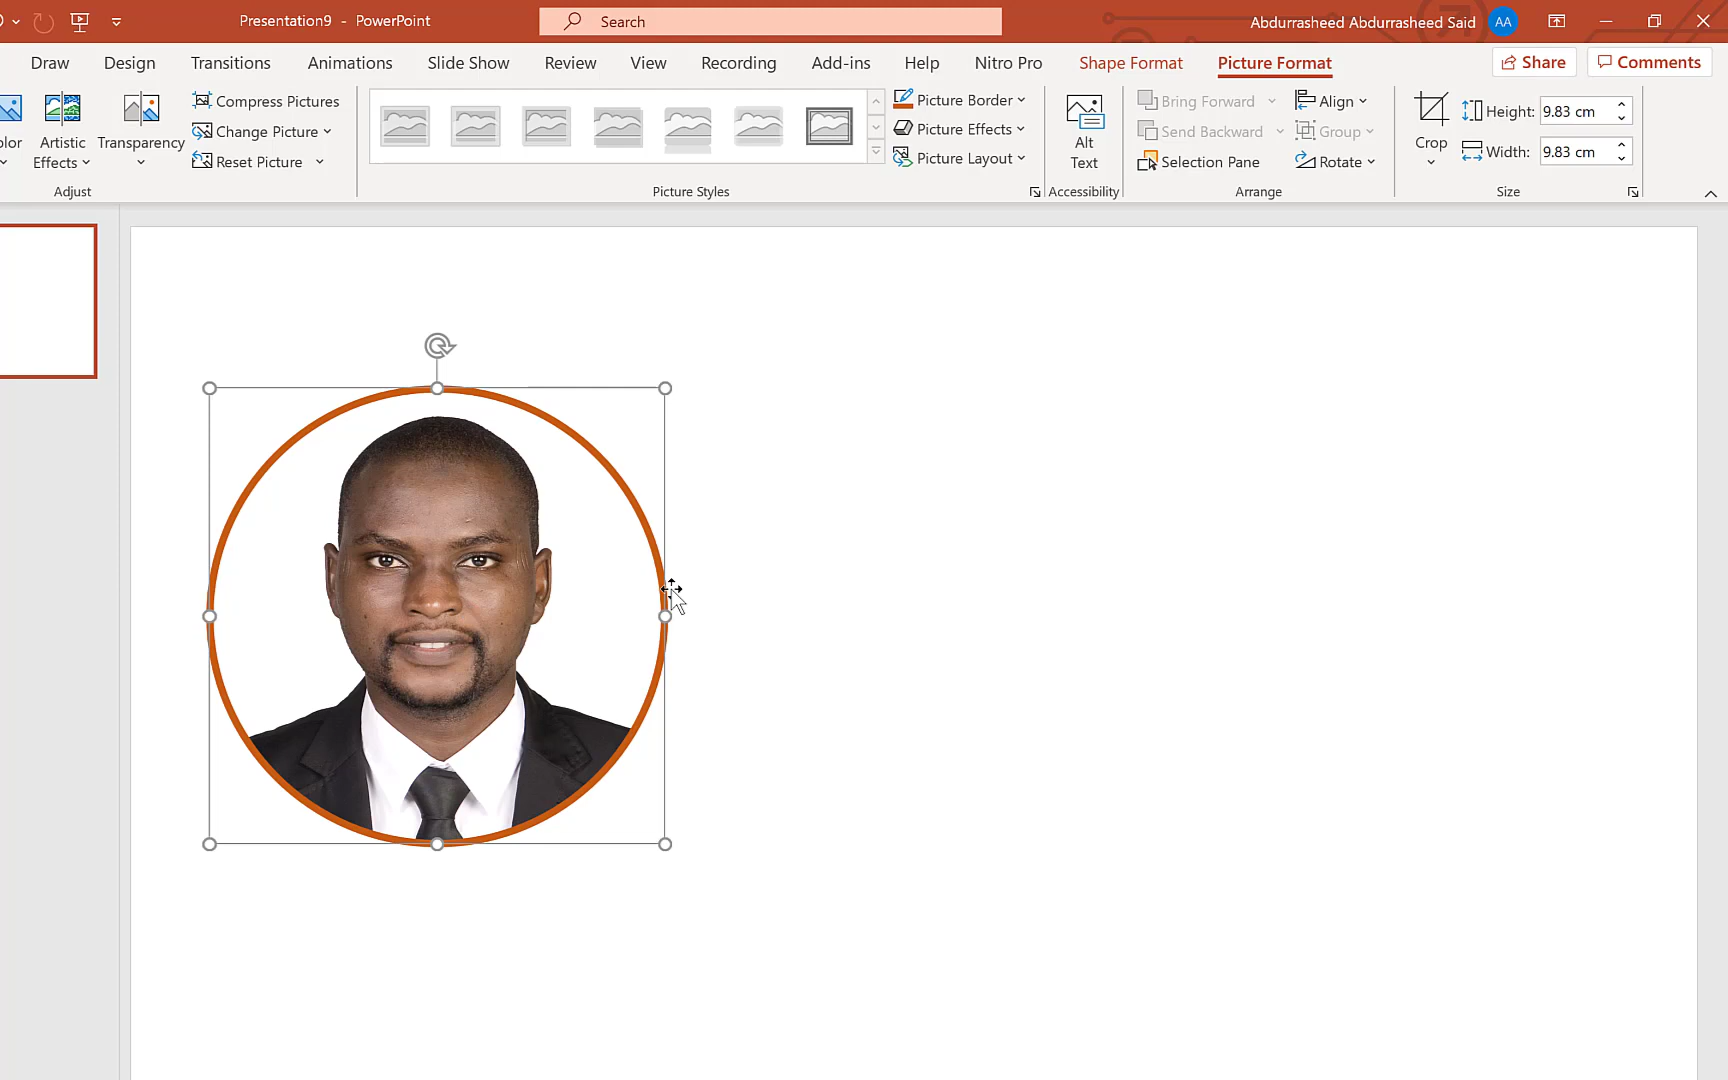 Presentation9 - PowerPoint
Search
Abdurrasheed Abdurrasheed Said
AA
Draw
Design
Transitions
Animations
Slide Show
Review
View
Recording
Add-ins
Help
Nitro Pro
Shape Format
Picture Format
Share
Comments
olor
Artistic
Effects
Transparency
Compress Pictures
Change Picture
Reset Picture
Adjust
Picture Styles
Picture Border
Picture Effects
Picture Layout
Alt
Text
Accessibility
Bring Forward
Send Backward
Selection Pane
Align
Group
Rotate
Arrange
Crop
Height: 9.83 cm
Width: 9.83 cm
Size